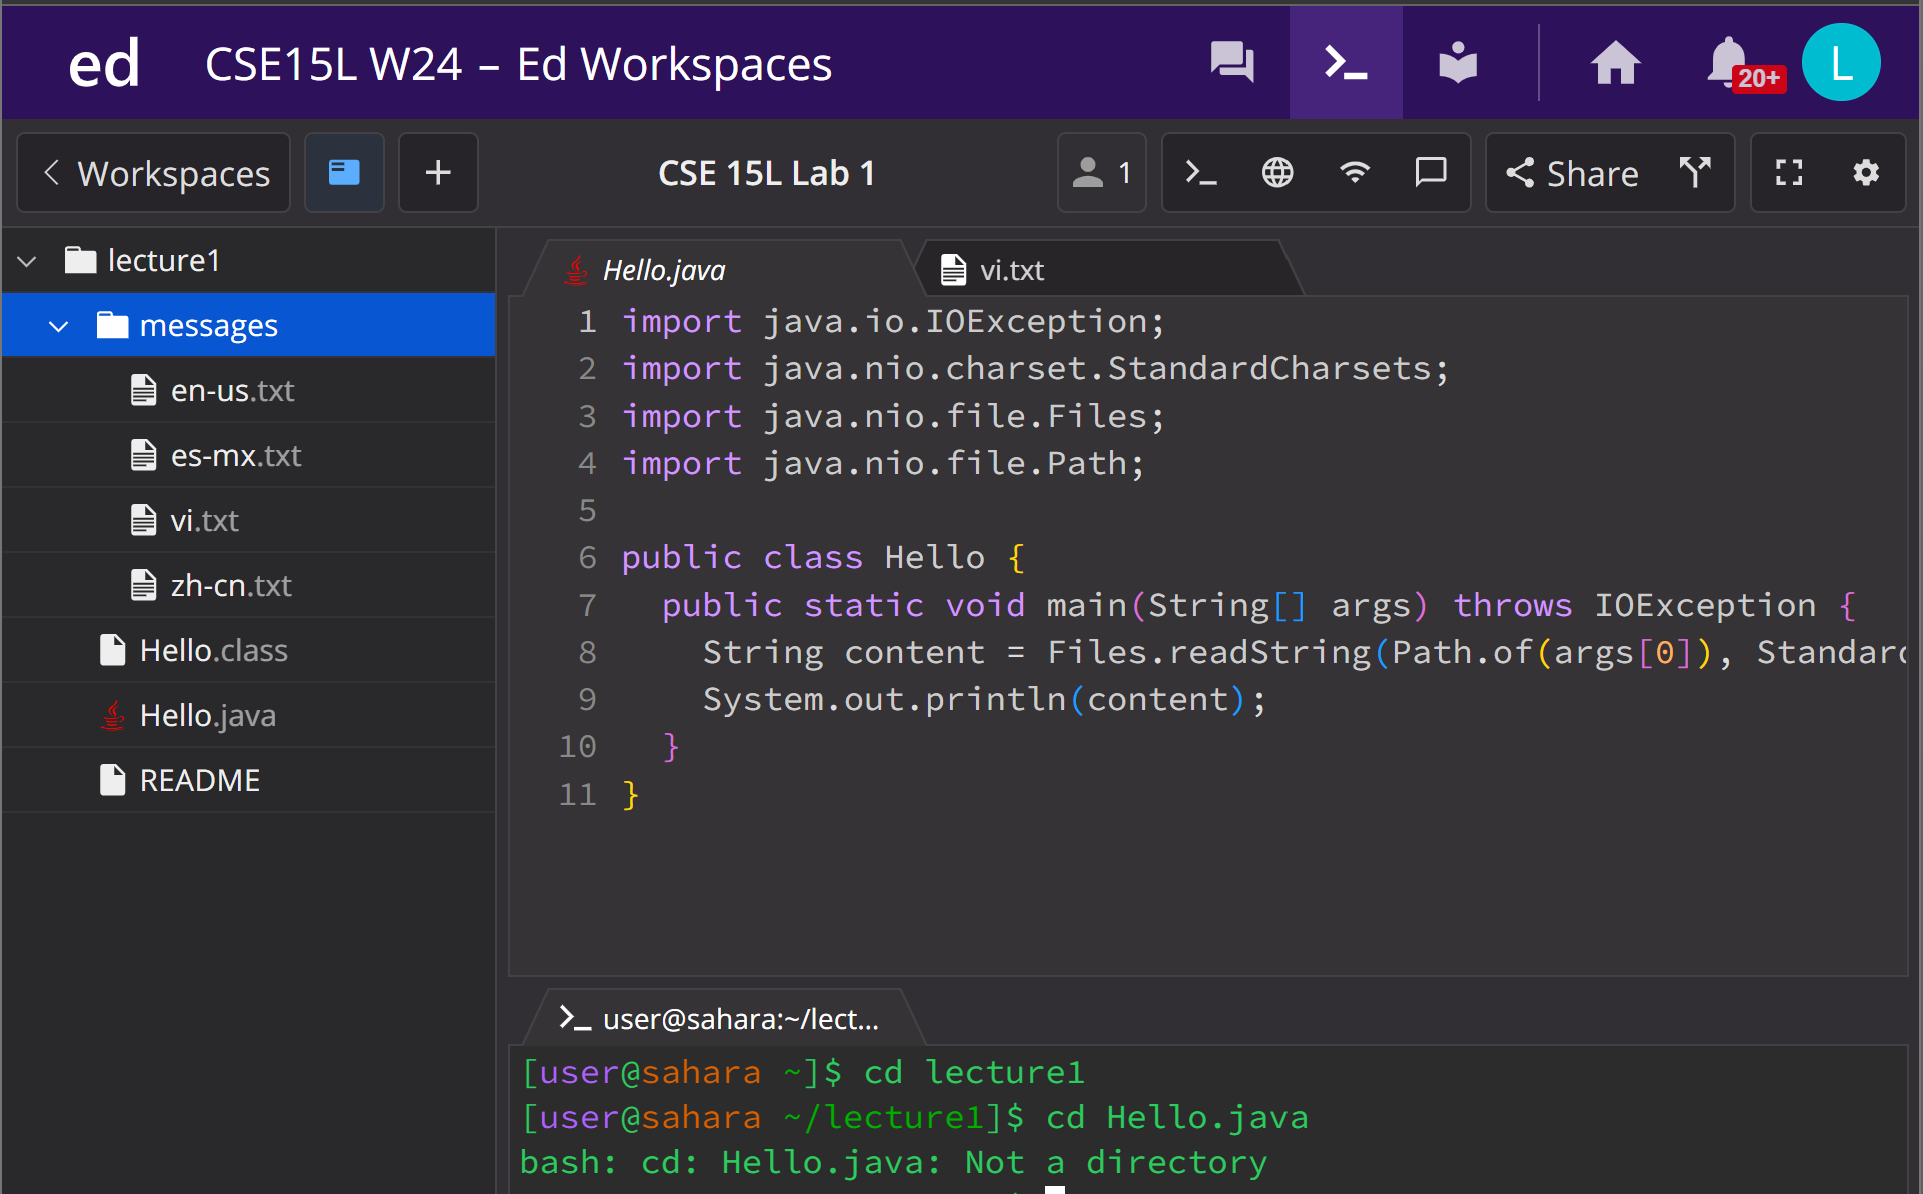 ed CSE15L W24 – Ed Workspaces 20+ L
Workspaces + CSE 15L Lab 1 1 Share
lecture1
messages
en-us.txt
es-mx.txt
vi.txt
zh-cn.txt
Hello.class
Hello.java
README
Hello.java vi.txt
1 import java.io.IOException;
2 import java.nio.charset.StandardCharsets;
3 import java.nio.file.Files;
4 import java.nio.file.Path;
5
6 public class Hello {
7   public static void main(String[] args) throws IOException {
8     String content = Files.readString(Path.of(args[0]), Standard
9     System.out.println(content);
10   }
11 }
user@sahara:~/lect...
[user@sahara ~]$ cd lecture1
[user@sahara ~/lecture1]$ cd Hello.java
bash: cd: Hello.java: Not a directory